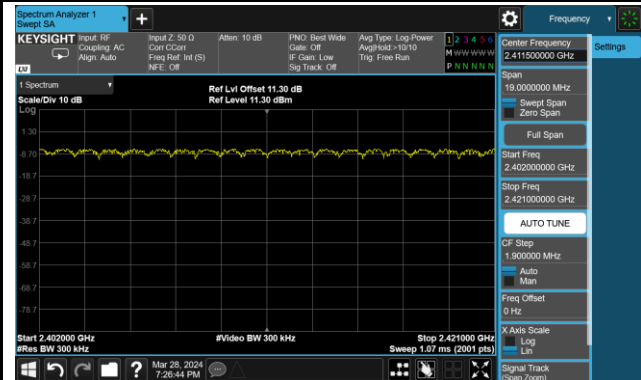 Spectrum Analyzer 1
Swept SA
Frequency
KEYSIGHT
Input: RF
Coupling: AC
Align: Auto
Input Z: 50 Ω
Corr CCorr
Freq Ref: Int (S)
NFE: Off
Atten: 10 dB
PNO: Best Wide
Gate: Off
IF Gain: Low
Sig Track: Off
Avg Type: Log-Power
Avg|Hold:>10/10
Trig: Free Run
1 2 3 4 5 6
M W W W W W
P N N N N N
LXI
1 Spectrum
Scale/Div 10 dB
Log
Ref Lvl Offset 11.30 dB
Ref Level 11.30 dBm
1.30
-8.70
-18.7
-28.7
-38.7
-48.7
-58.7
-68.7
-78.7
Start 2.402000 GHz
#Res BW 300 kHz
#Video BW 300 kHz
Stop 2.421000 GHz
Sweep 1.07 ms (2001 pts)
Mar 28, 2024
7:26:44 PM
Center Frequency
2.411500000 GHz
Settings
Span
19.0000000 MHz
Swept Span
Zero Span
Full Span
Start Freq
2.402000000 GHz
Stop Freq
2.421000000 GHz
AUTO TUNE
CF Step
1.900000 MHz
Auto
Man
Freq Offset
0 Hz
X Axis Scale
Log
Lin
Signal Track
(Span Zoom)